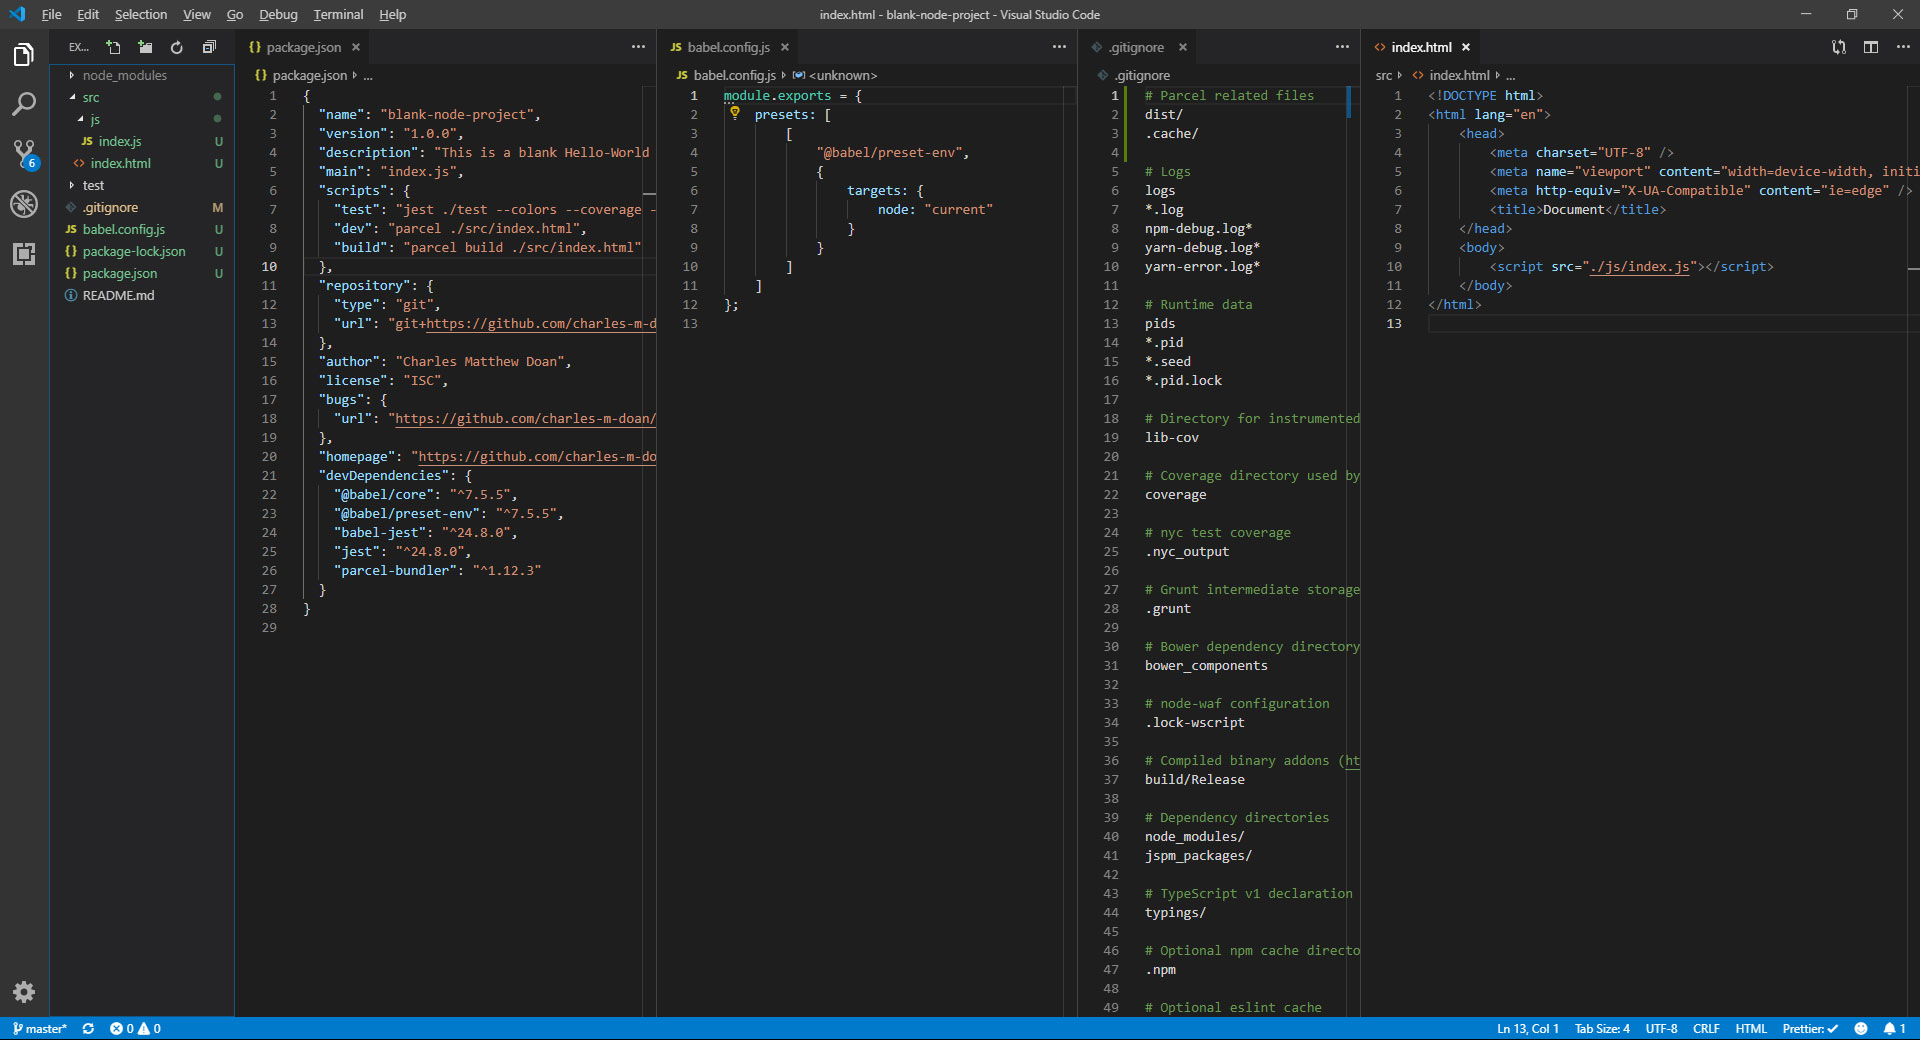 File Edit Selection View Go Debug Terminal Help
index.html - blank-node-project - Visual Studio Code
EX...
node_modules
src
js
JS index.js U
<> index.html U
test
.gitignore M
JS babel.config.js U
{} package-lock.json U
{} package.json U
README.md
6
{} package.json × ...
{} package.json ▸ ...
1 {
2 "name": "blank-node-project",
3 "version": "1.0.0",
4 "description": "This is a blank Hello-World
5 "main": "index.js",
6 "scripts": {
7 "test": "jest ./test --colors --coverage -
8 "dev": "parcel ./src/index.html",
9 "build": "parcel build ./src/index.html"
10 },
11 "repository": {
12 "type": "git",
13 "url": "git+https://github.com/charles-m-d
14 },
15 "author": "Charles Matthew Doan",
16 "license": "ISC",
17 "bugs": {
18 "url": "https://github.com/charles-m-doan/
19 },
20 "homepage": "https://github.com/charles-m-do
21 "devDependencies": {
22 "@babel/core": "^7.5.5",
23 "@babel/preset-env": "^7.5.5",
24 "babel-jest": "^24.8.0",
25 "jest": "^24.8.0",
26 "parcel-bundler": "^1.12.3"
27 }
28 }
29
JS babel.config.js × ...
JS babel.config.js ▸ <unknown>
1 module.exports = {
2 presets: [
3 [
4 "@babel/preset-env",
5 {
6 targets: {
7 node: "current"
8 }
9 }
10 ]
11 ]
12 };
13
.gitignore × ...
.gitignore
1 # Parcel related files
2 dist/
3 .cache/
4
5 # Logs
6 logs
7 *.log
8 npm-debug.log*
9 yarn-debug.log*
10 yarn-error.log*
11
12 # Runtime data
13 pids
14 *.pid
15 *.seed
16 *.pid.lock
17
18 # Directory for instrumented
19 lib-cov
20
21 # Coverage directory used by
22 coverage
23
24 # nyc test coverage
25 .nyc_output
26
27 # Grunt intermediate storage
28 .grunt
29
30 # Bower dependency directory
31 bower_components
32
33 # node-waf configuration
34 .lock-wscript
35
36 # Compiled binary addons (ht
37 build/Release
38
39 # Dependency directories
40 node_modules/
41 jspm_packages/
42
43 # TypeScript v1 declaration
44 typings/
45
46 # Optional npm cache directo
47 .npm
48
49 # Optional eslint cache
<> index.html × ...
src ▸ <> index.html ▸ ...
1 <!DOCTYPE html>
2 <html lang="en">
3 <head>
4 <meta charset="UTF-8" />
5 <meta name="viewport" content="width=device-width, initi
6 <meta http-equiv="X-UA-Compatible" content="ie=edge" />
7 <title>Document</title>
8 </head>
9 <body>
10 <script src="./js/index.js"></script>
11 </body>
12 </html>
13
master* 0 0 Ln 13, Col 1 Tab Size: 4 UTF-8 CRLF HTML Prettier: ✓ 1